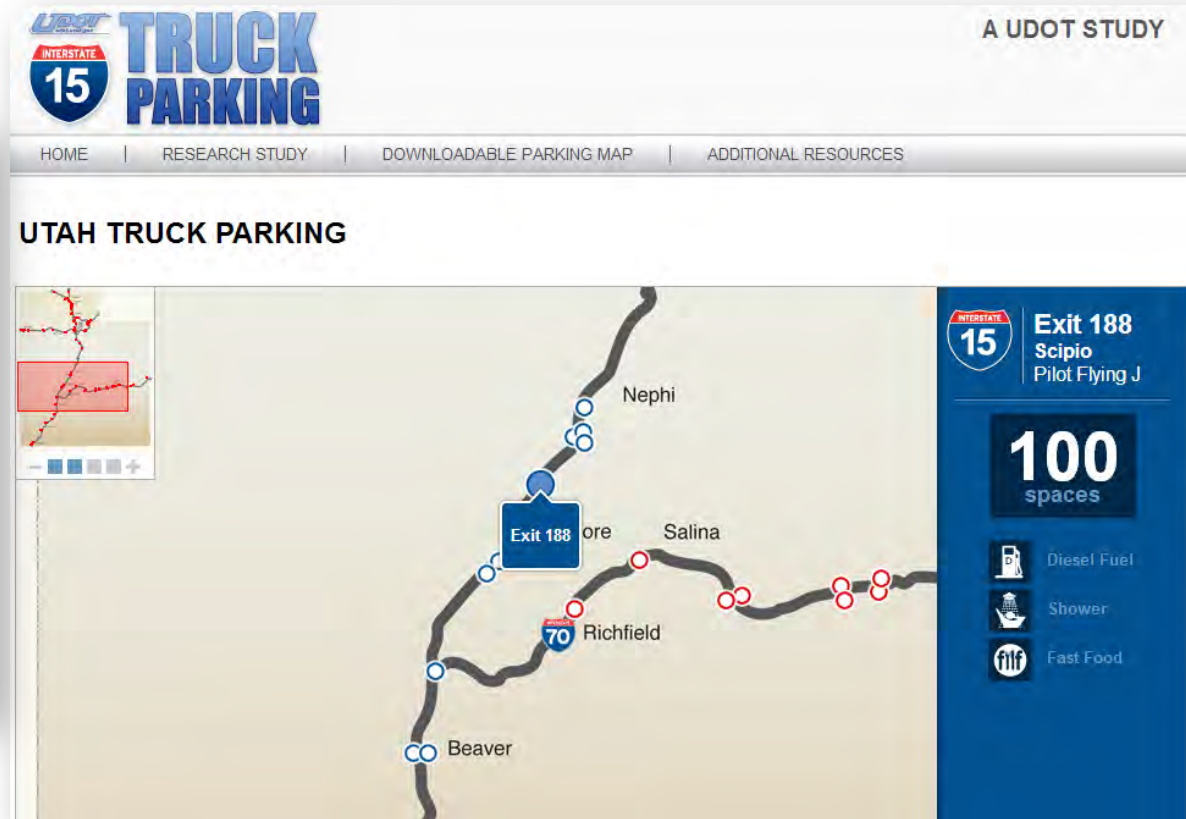 UDOT
INTERSTATE
15
TRUCK
PARKING
A UDOT STUDY
HOME | RESEARCH STUDY | DOWNLOADABLE PARKING MAP | ADDITIONAL RESOURCES
UTAH TRUCK PARKING
INTERSTATE
15
Exit 188
Scipio
Pilot Flying J
100
spaces
D
Diesel Fuel
Shower
Fast Food
Nephi
Exit 188
ore
Salina
70
Richfield
Beaver